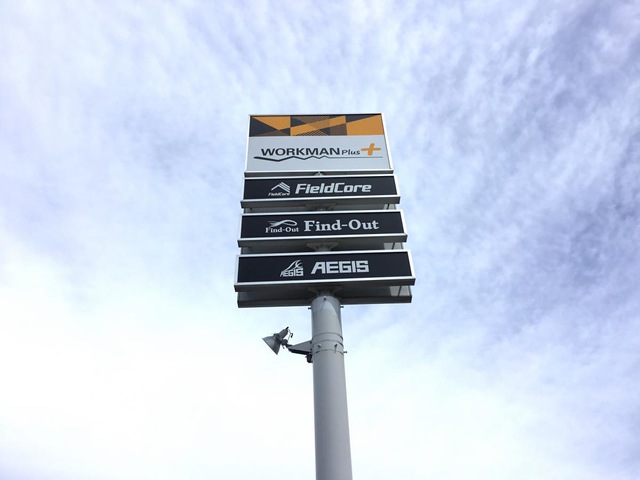 WORKMAN Plus+
FieldCore FieldCore
Find-Out Find-Out
AEGIS AEGIS